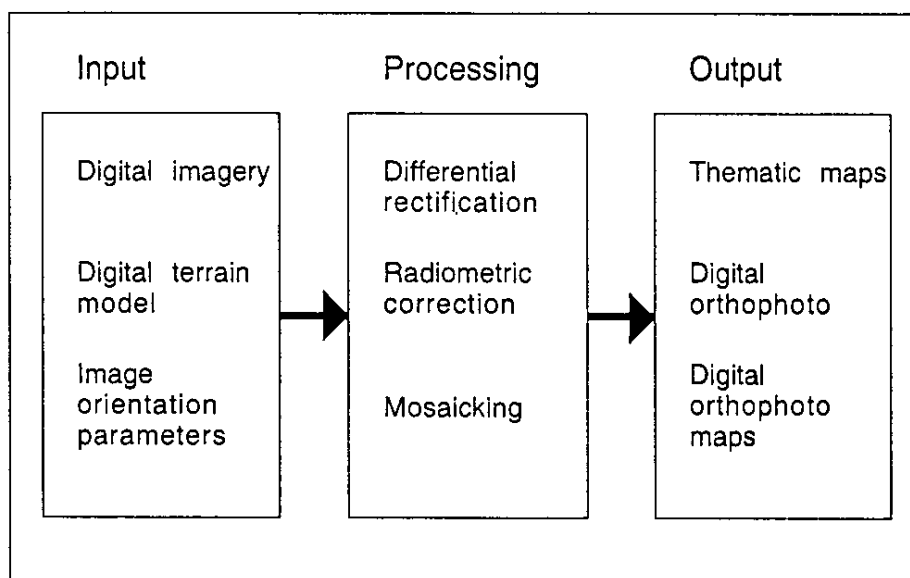 Input
Digital imagery
Digital terrain
model
Image
orientation
parameters
Processing
Differential
rectification
Radiometric
correction
Mosaicking
Output
Thematic maps
Digital
orthophoto
Digital
orthophoto
maps